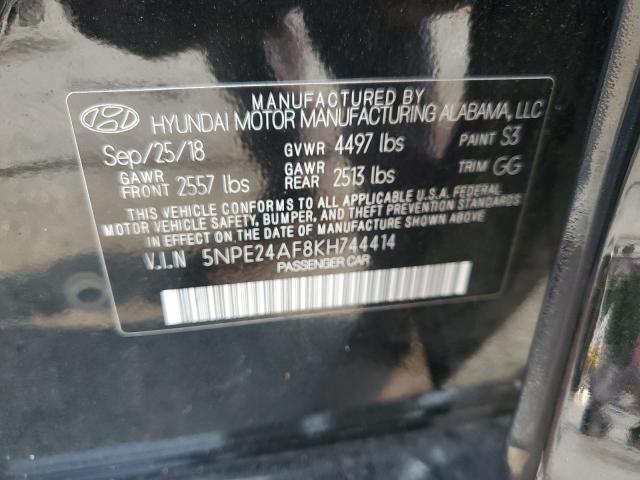 MANUFACTURED BY
HYUNDAI MOTOR MANUFACTURING ALABAMA, LLC
Sep/25/18 GVWR 4497 lbs PAINT S3
GAWR FRONT 2557 lbs GAWR REAR 2513 lbs TRIM GG
THIS VEHICLE CONFORMS TO ALL APPLICABLE U.S.A. FEDERAL
MOTOR VEHICLE SAFETY, BUMPER, AND THEFT PREVENTION STANDARDS
IN EFFECT ON THE DATE OF MANUFACTURE SHOWN ABOVE.
V.I.N 5NPE24AF8KH744414
PASSENGER CAR